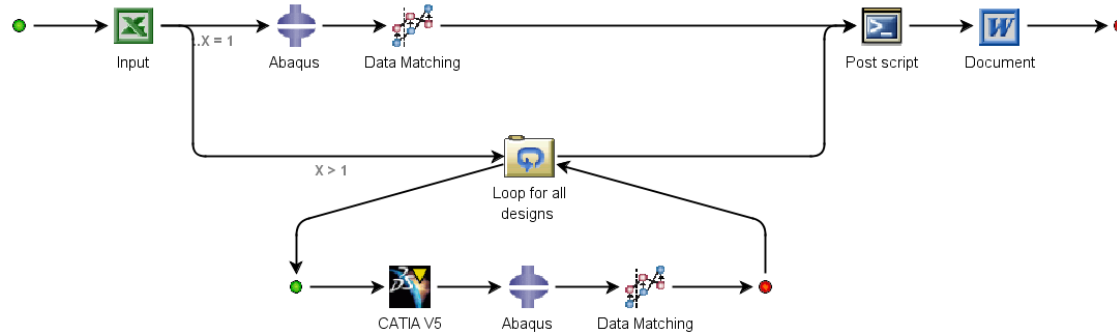 ..X = 1
Input
Abaqus
Data Matching
Post script
Document
X > 1
Loop for all
designs
CATIA V5
Abaqus
Data Matching